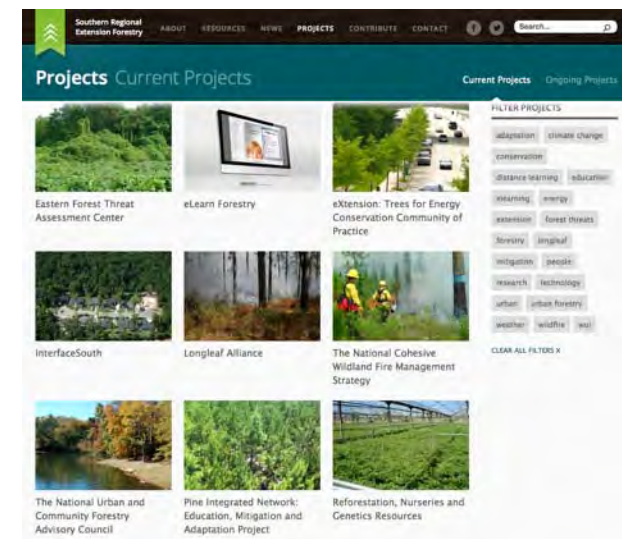 Southern Regional
Extension Forestry
ABOUT RESOURCES NEWS PROJECTS CONTRIBUTE CONTACT
Search...
Projects Current Projects
Current Projects Ongoing Projects
FILTER PROJECTS
adaptation climate change
conservation
distance learning education
elearning energy
extension forest threats
forestry longleaf
mitigation people
research technology
urban urban forestry
weather wildfire wui
CLEAR ALL FILTERS X
Eastern Forest Threat
Assessment Center
eLearn Forestry
eXtension: Trees for Energy
Conservation Community of
Practice
InterfaceSouth
Longleaf Alliance
The National Cohesive
Wildland Fire Management
Strategy
The National Urban and
Community Forestry
Advisory Council
Pine Integrated Network:
Education, Mitigation and
Adaptation Project
Reforestation, Nurseries and
Genetics Resources